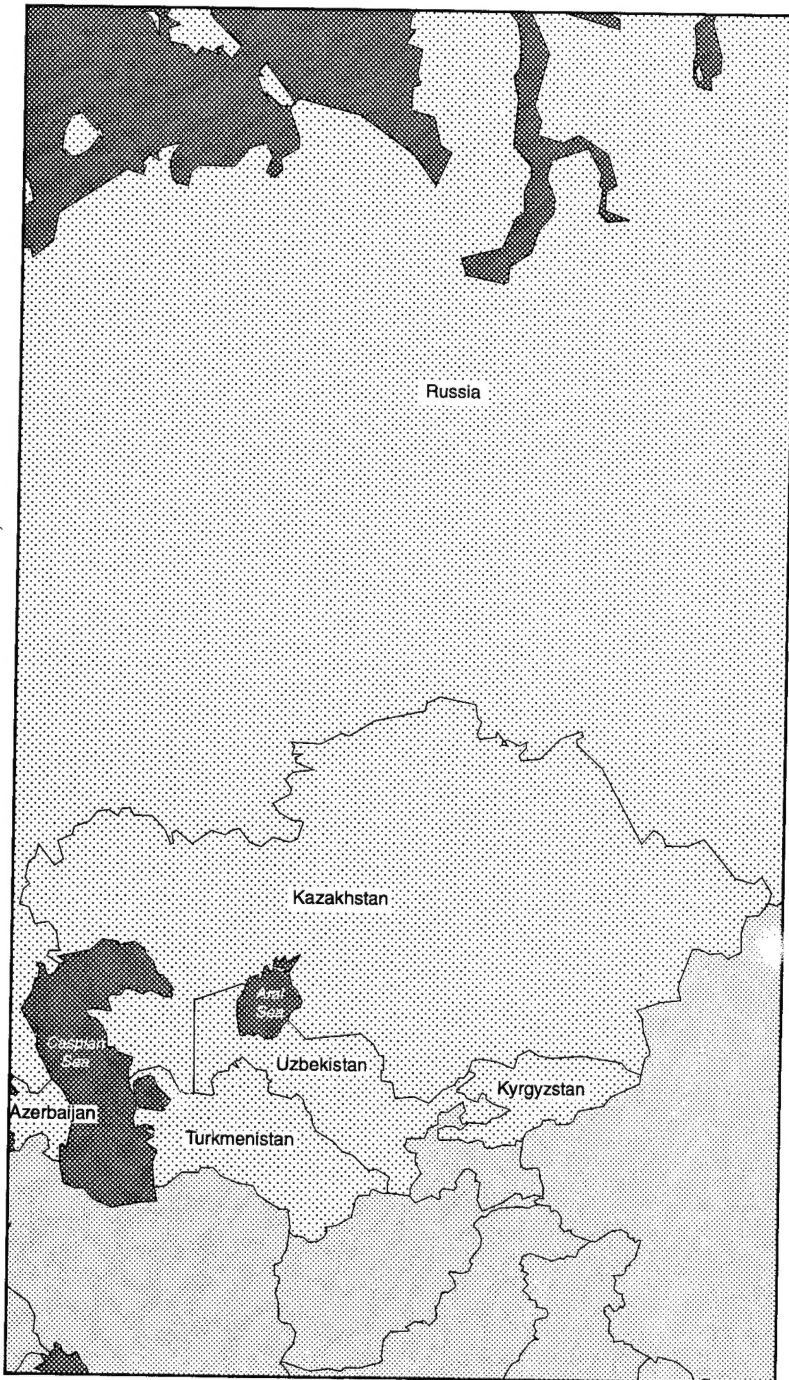 Russia
Kazakhstan
Aral
Sea
Caspian
Sea
Uzbekistan
Kyrgyzstan
Azerbaijan
Turkmenistan